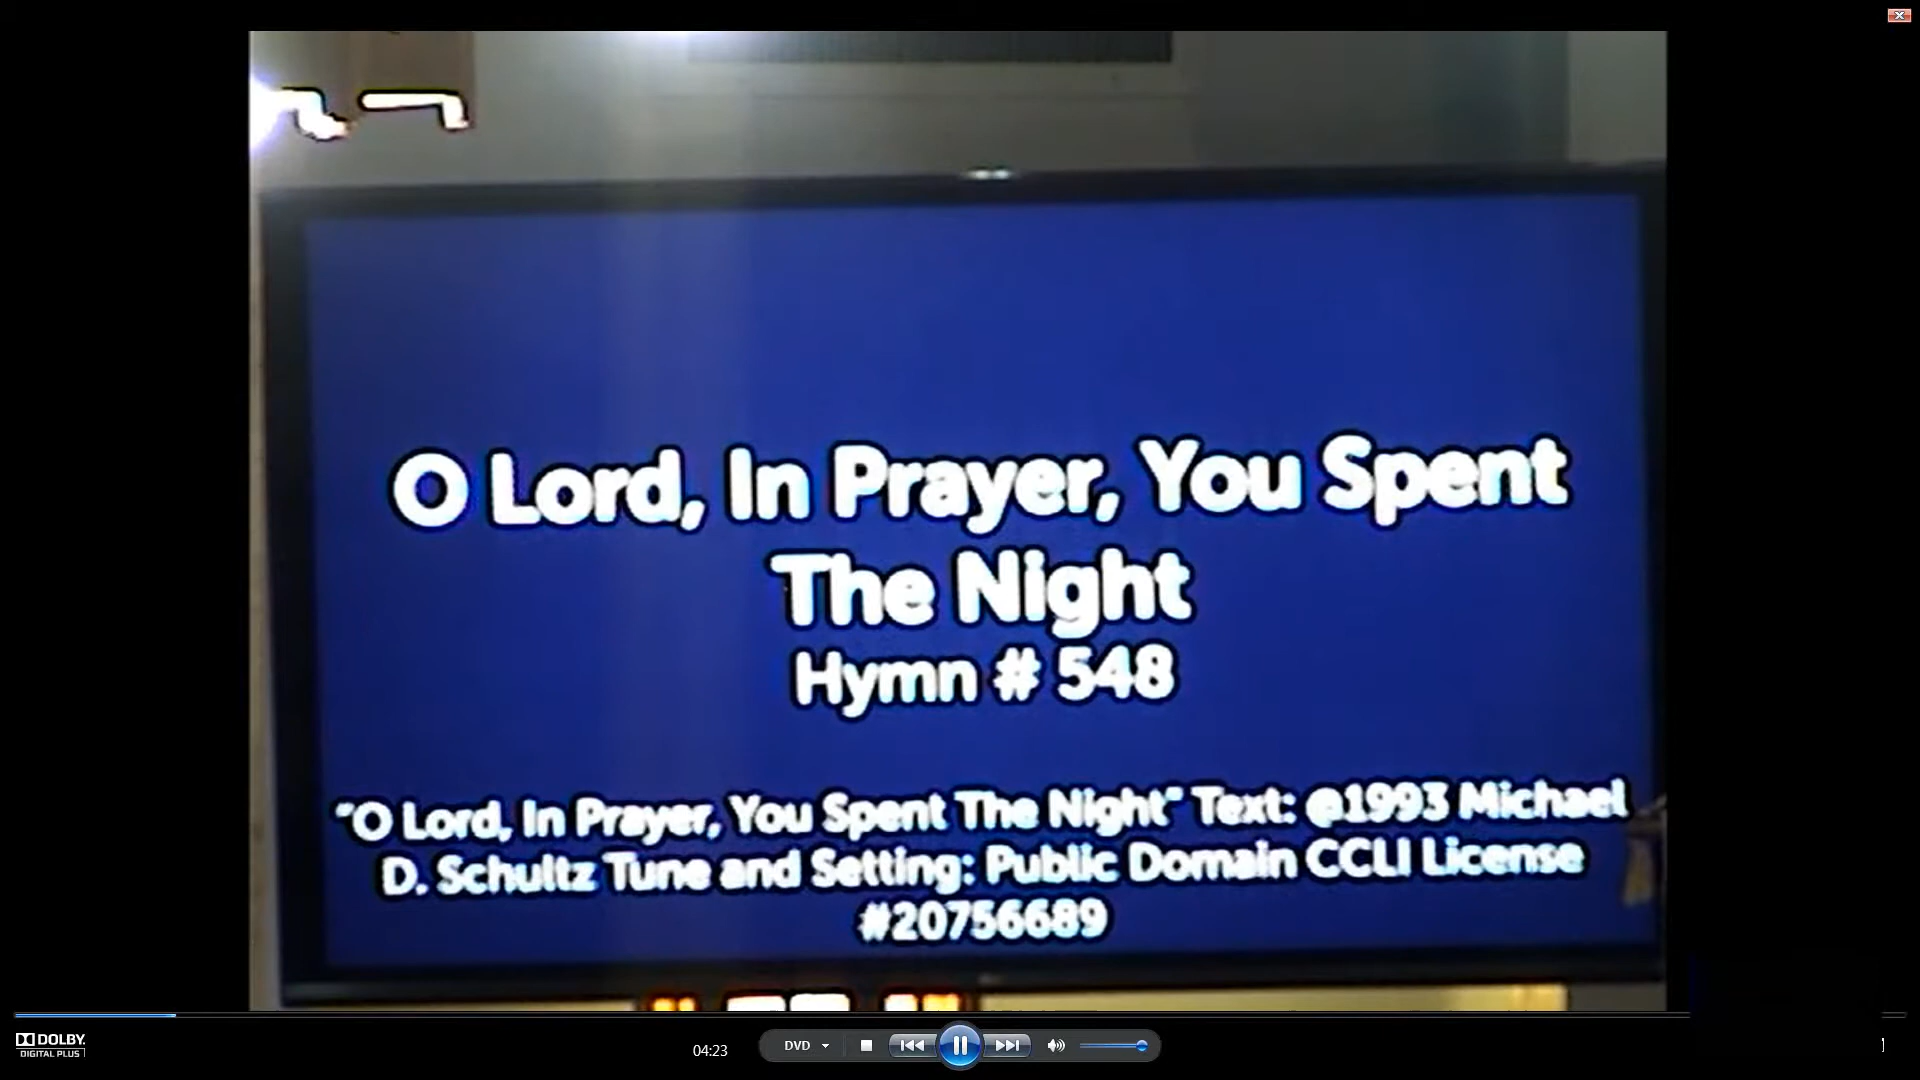 O Lord, In Prayer, You Spent
The Night
Hymn # 548
"O Lord, In Prayer, You Spent The Night" Text: @1993 Michael
D. Schultz Tune and Setting: Public Domain CCLI License
#20756689
DOLBY
DIGITAL PLUS
04:23
DVD